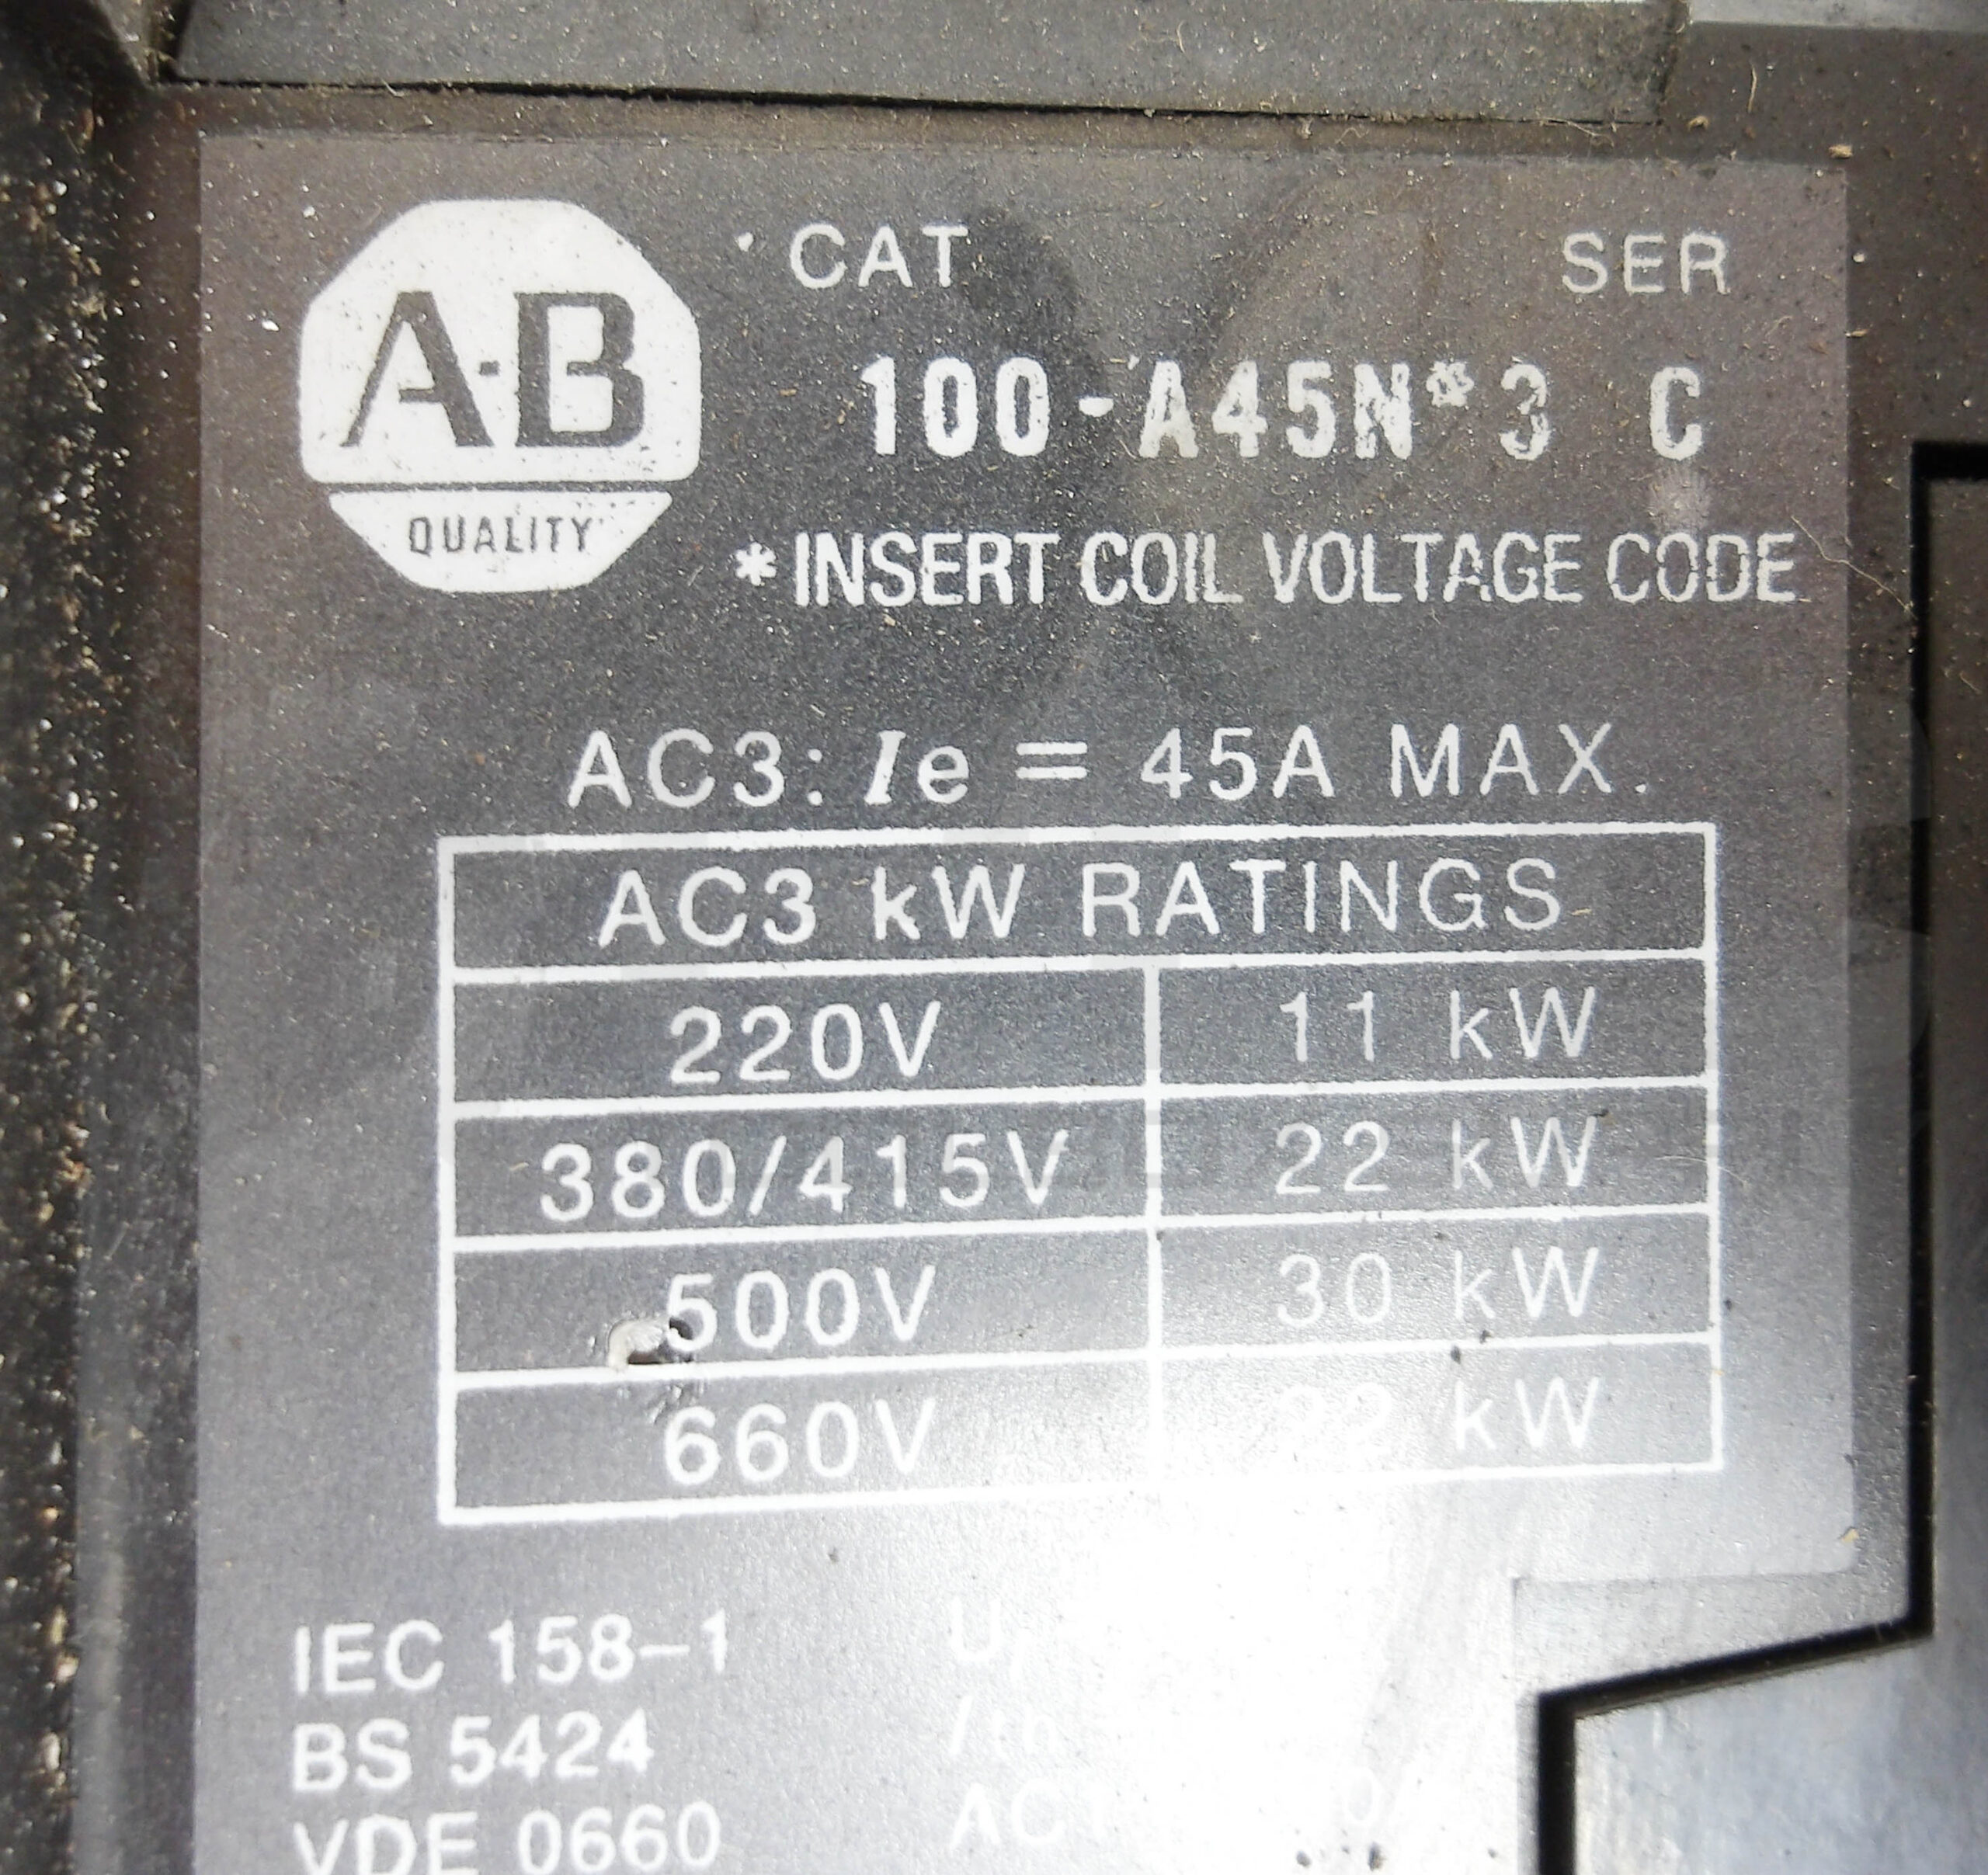 A-B
QUALITY
CAT SER
100-A45N*3 C
*INSERT COIL VOLTAGE CODE
AC3: Ie = 45A MAX.
AC3 kW RATINGS
220V 11 kW
380/415V 22 kW
500V 30 kW
660V 22 kW
IEC 158-1
BS 5424
VDE 0660